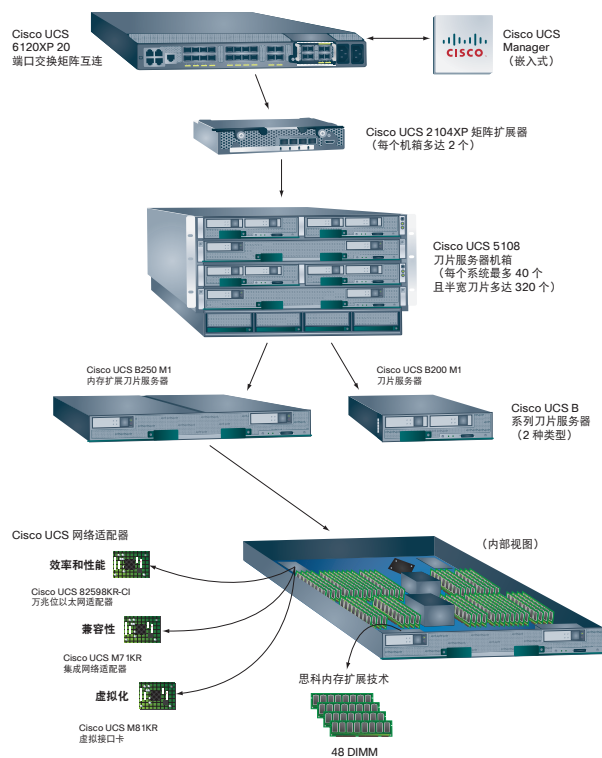 Cisco UCS
6120XP 20
端口交换矩阵互连
CISCO
Cisco UCS
Manager
（嵌入式）
Cisco UCS 2104XP 矩阵扩展器
（每个机箱多达 2 个）
Cisco UCS 5108
刀片服务器机箱
（每个系统最多 40 个
且半宽刀片多达 320 个）
Cisco UCS B250 M1
内存扩展刀片服务器
Cisco UCS B200 M1
刀片服务器
Cisco UCS B
系列刀片服务器
（2 种类型）
Cisco UCS 网络适配器
（内部视图）
效率和性能
Cisco UCS 82598KR-CI
万兆位以太网适配器
兼容性
Cisco UCS M71KR
集成网络适配器
虚拟化
Cisco UCS M81KR
虚拟接口卡
思科内存扩展技术
48 DIMM